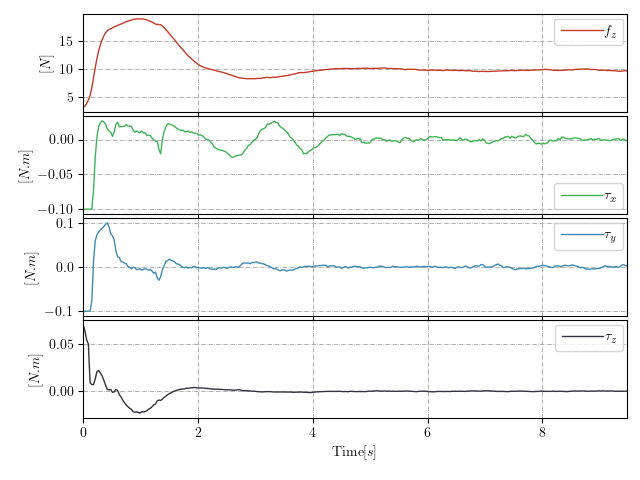 15
10
5
[N]
f_z
0.00
−0.05
−0.10
[N.m]
τ_x
0.1
0.0
−0.1
[N.m]
τ_y
0.05
0.00
[N.m]
τ_z
0 2 4 6 8
Time[s]